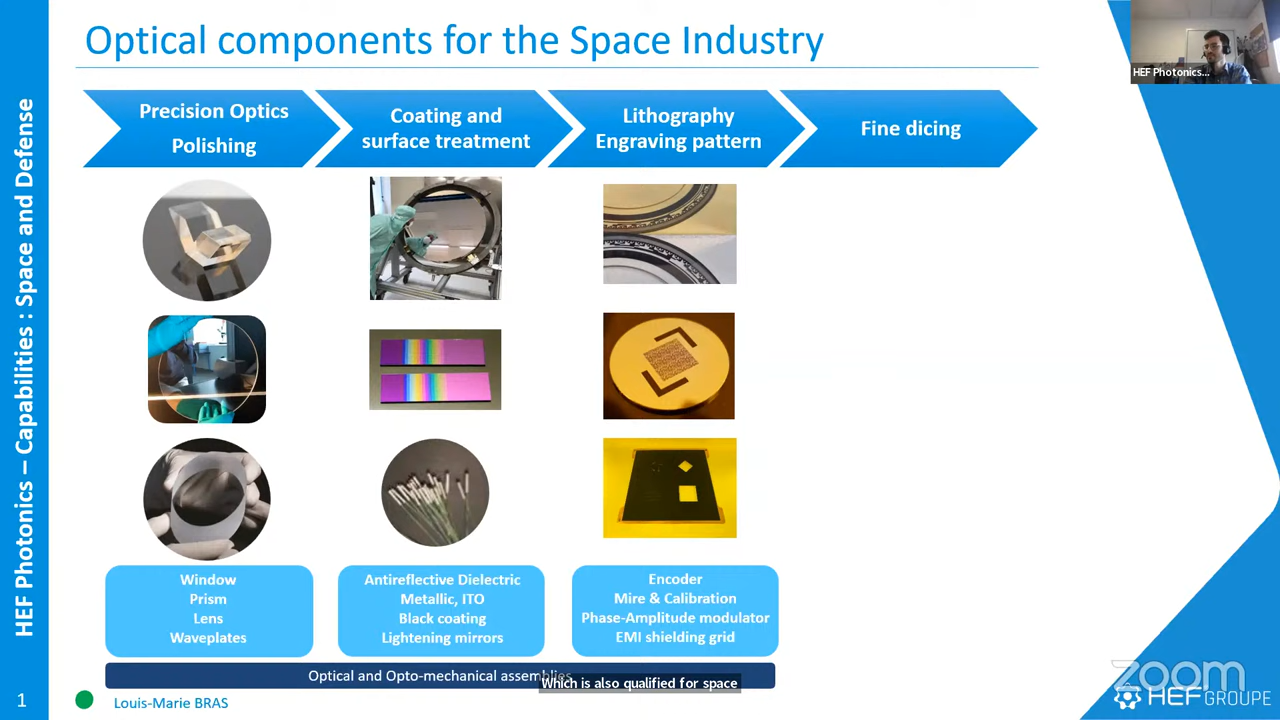 Optical components for the Space Industry
HEF Photonics...
HEF Photonics – Capabilities : Space and Defense
Precision Optics
Polishing
Coating and
surface treatment
Lithography
Engraving pattern
Fine dicing
Window
Prism
Lens
Waveplates
Antireflective Dielectric
Metallic, ITO
Black coating
Lightening mirrors
Encoder
Mire & Calibration
Phase-Amplitude modulator
EMI shielding grid
Optical and Opto-mechanical assemblies
Which is also qualified for space
1
Louis-Marie BRAS
zoom
HEF GROUPE